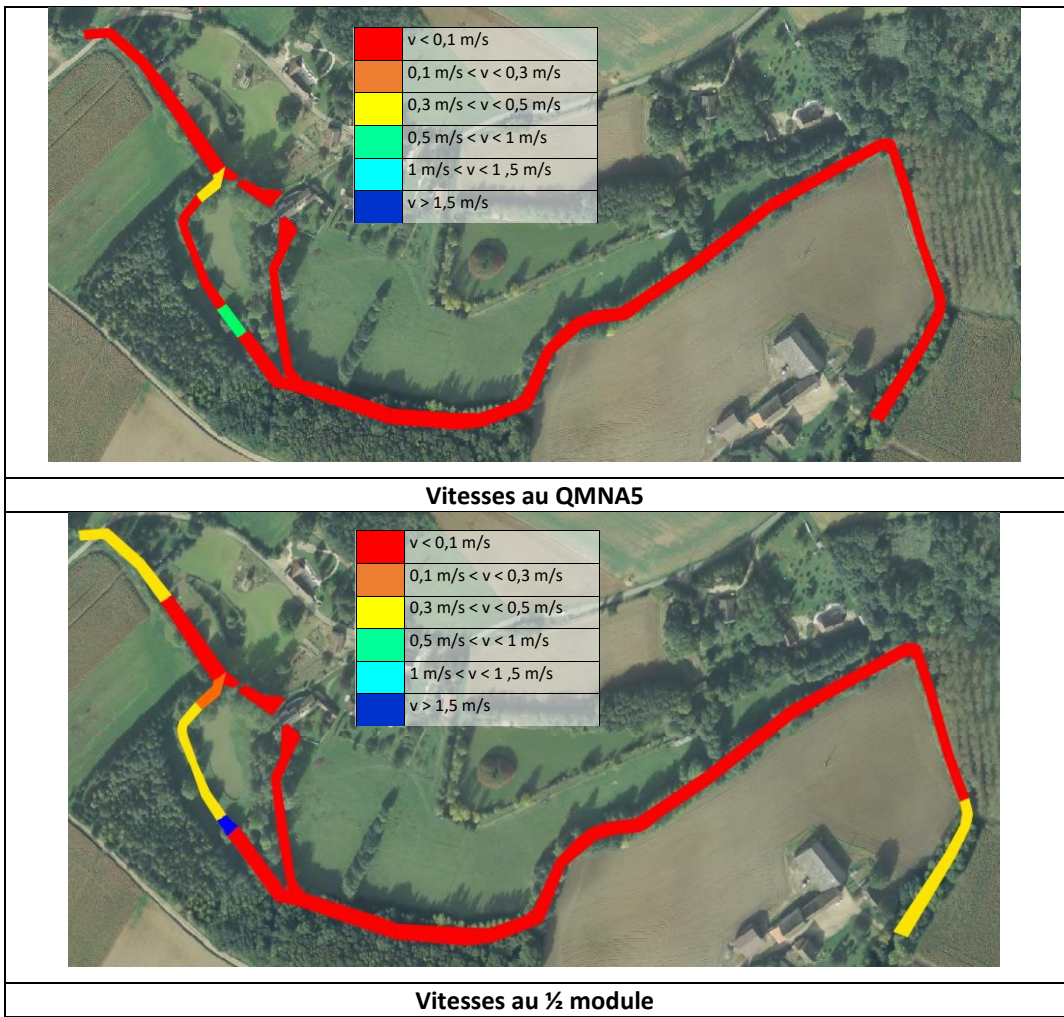 v < 0,1 m/s
0,1 m/s < v < 0,3 m/s
0,3 m/s < v < 0,5 m/s
0,5 m/s < v < 1 m/s
1 m/s < v < 1 ,5 m/s
v > 1,5 m/s
Vitesses au QMNA5
v < 0,1 m/s
0,1 m/s < v < 0,3 m/s
0,3 m/s < v < 0,5 m/s
0,5 m/s < v < 1 m/s
1 m/s < v < 1 ,5 m/s
v > 1,5 m/s
Vitesses au ½ module